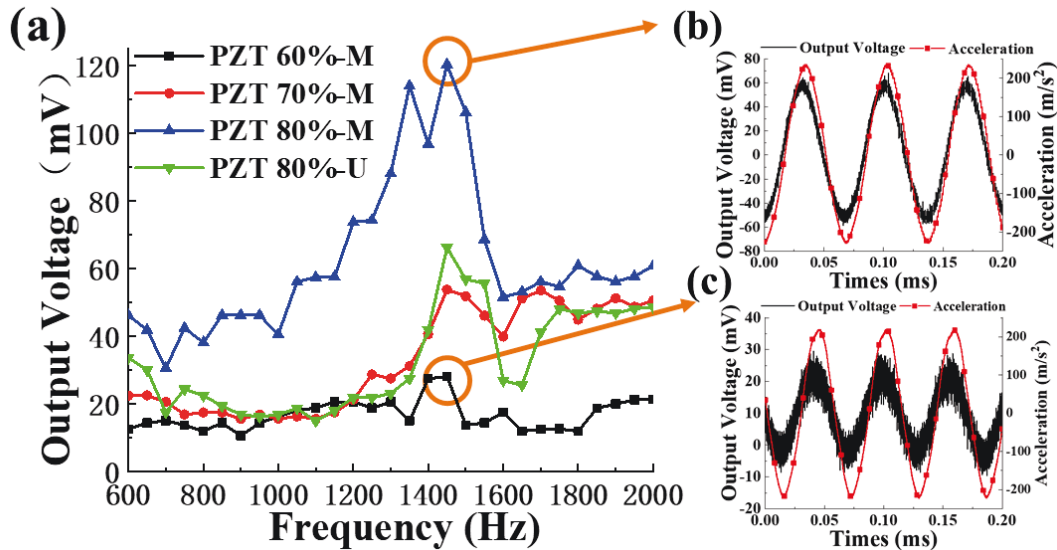 (a)
Output Voltage（mV）
120
100
80
60
40
20
0
PZT 60%-M
PZT 70%-M
PZT 80%-M
PZT 80%-U
600 800 1000 1200 1400 1600 1800 2000
Frequency (Hz)
(b)
Output Voltage Acceleration
Output Voltage (mV)
80
60
40
20
0
-20
-40
-60
-80
200
100
0
-100
-200
Acceleration (m/s²)
0.00 0.05 0.10 0.15 0.20
Times (ms)
(c)
Output Voltage Acceleration
Output Voltage (mV)
40
30
20
10
0
-10
-20
200
100
0
-100
-200
Acceleration (m/s²)
0.00 0.05 0.10 0.15 0.20
Times (ms)